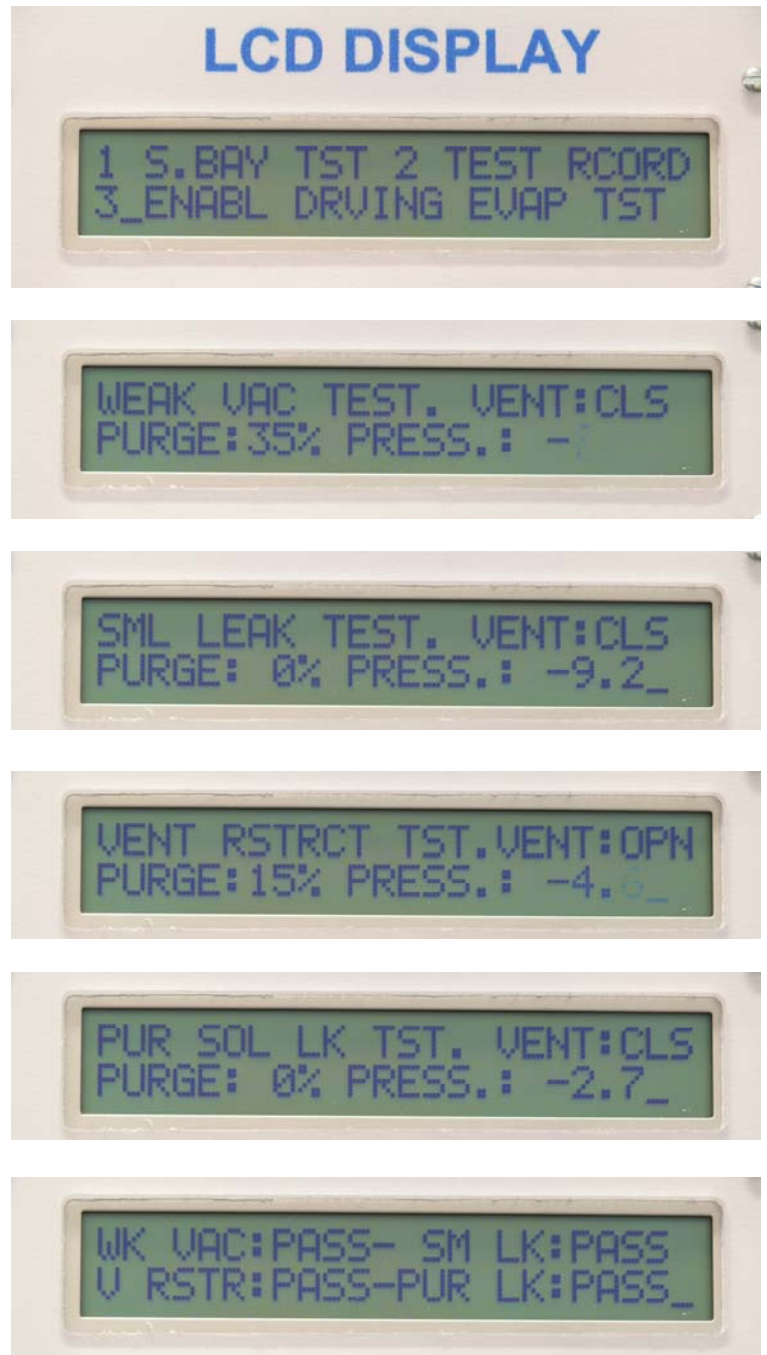 LCD DISPLAY
1 S.BAY TST 2 TEST RCORD
3_ENABL DRVING EVAP TST
WEAK VAC TEST. VENT:CLS
PURGE:35% PRESS.: -
SML LEAK TEST. VENT:CLS
PURGE: 0% PRESS.: -9.2_
VENT RSTRCT TST.VENT:OPN
PURGE:15% PRESS.:
PUR SOL LK TST. VENT:CLS
PURGE: 0% PRESS.: -2.7_
WK VAC:PASS- SM LK:PASS
V RSTR:PASS-PUR LK:PASS_